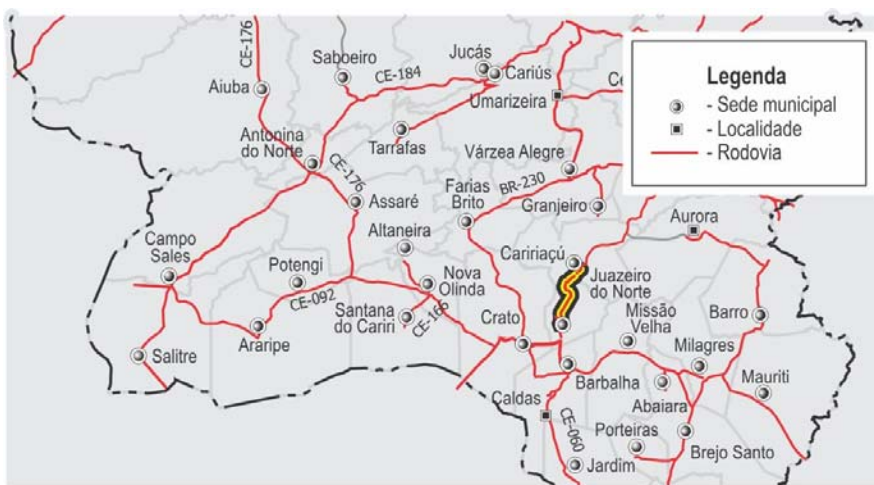 CE-176
Saboeiro
Jucás
CE-184
Cariús
Aiuba
Umarizeira
Legenda
- Sede municipal
- Localidade
- Rodovia
Antonina
do Norte
Tarrafas
Várzea Alegre
CE-176
BR-230
Farias
Brito
Granjeiro
Assaré
Aurora
Altaneira
Caririaçú
Campo
Sales
Potengi
Nova
Olinda
Juazeiro
do Norte
CE-092
Missão
Velha
Santana
do Cariri
CE-166
Crato
Barro
Araripe
Milagres
Salitre
Barbalha
Mauriti
Abaiara
Caldas
CE-060
Porteiras
Brejo Santo
Jardim